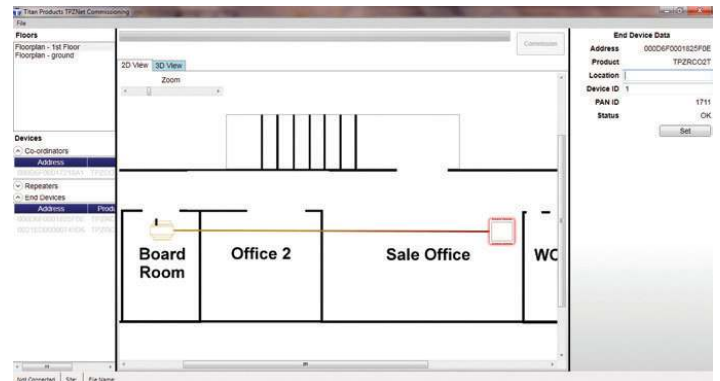 Titan Products TPZNet Commissioning
File
Floors
Floorplan - 1st Floor
Floorplan - ground
Devices
Co-ordinators
Address
Repeaters
End Devices
Address Produ
Commission
2D View 3D View
Zoom
Board
Room
Office 2
Sale Office
WC
End Device Data
Address 000D6F0001625F0E
Product TPZRCO2T
Location
Device ID 1
PAN ID 1711
Status OK
Set
Not Connected Site: File Name: